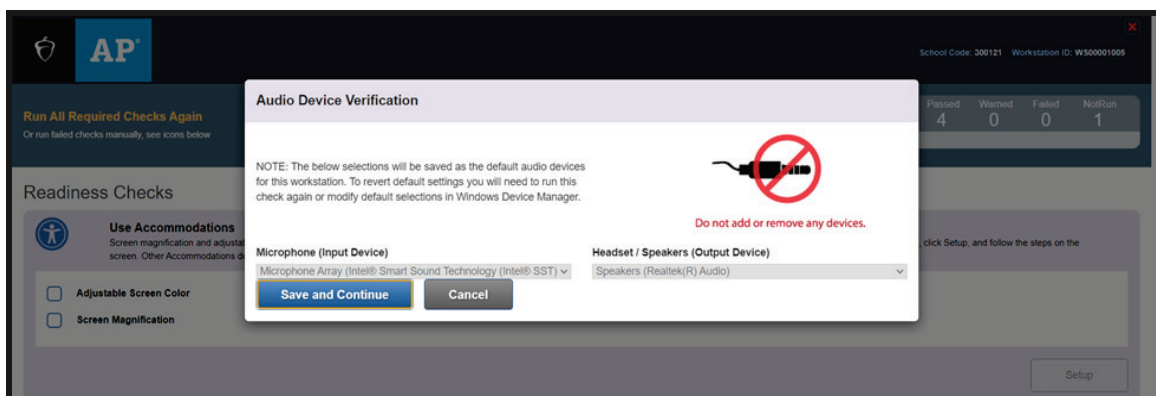 AP®
School Code: 300121 Workstation ID: WS00001005
Run All Required Checks Again
Or run failed checks manually, see icons below
Passed Warned Failed NotRun
4 0 0 1
Audio Device Verification
NOTE: The below selections will be saved as the default audio devices
for this workstation. To revert default settings you will need to run this
check again or modify default selections in Windows Device Manager.
Do not add or remove any devices.
Microphone (Input Device)
Headset / Speakers (Output Device)
Microphone Array (Intel® Smart Sound Technology (Intel® SST)
Speakers (Realtek(R) Audio)
Save and Continue
Cancel
Readiness Checks
Use Accommodations
Screen magnification and
, click Setup, and follow the steps on the
screen. Other Accommodations
Adjustable Screen Color
Screen Magnification
Setup